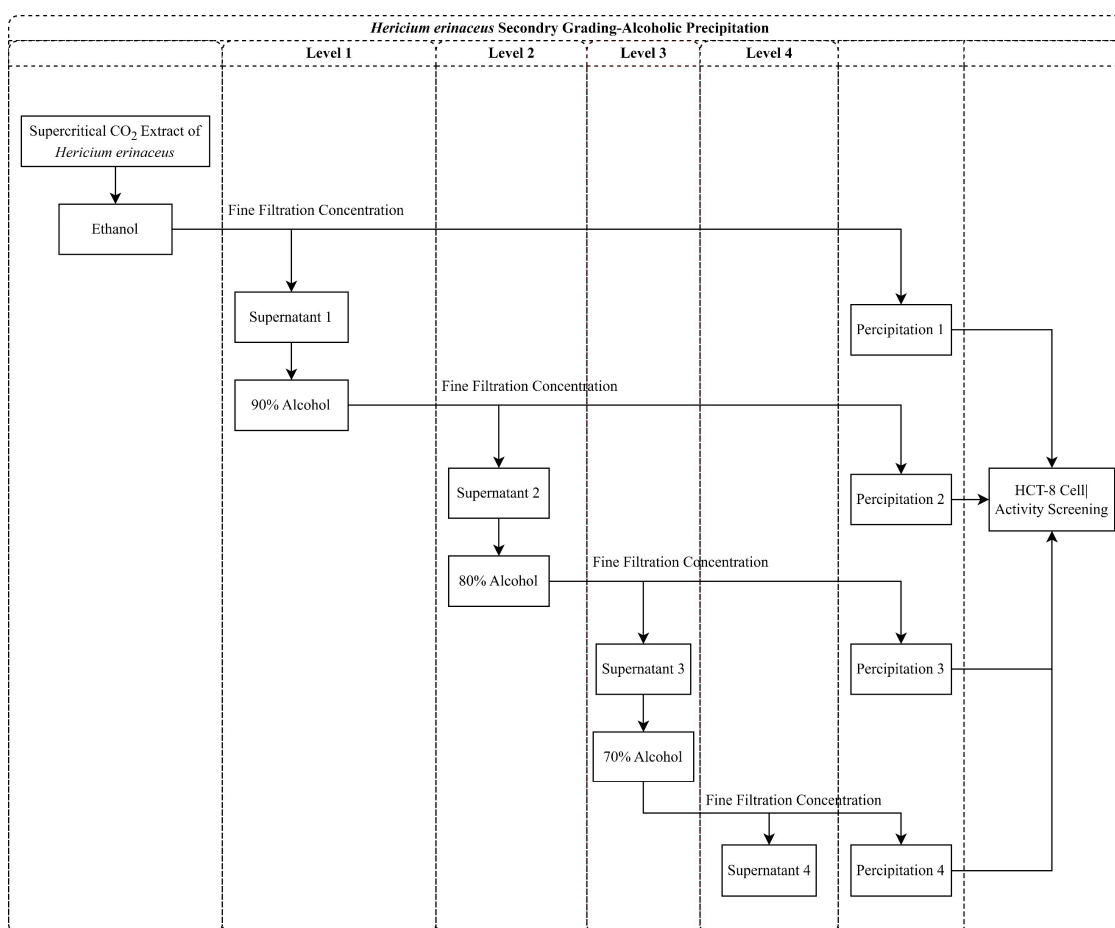 Hericium erinaceus Secondry Grading-Alcoholic Precipitation
Level 1
Level 2
Level 3
Level 4
Supercritical CO2 Extract of
Hericium erinaceus
Ethanol
Fine Filtration Concentration
Supernatant 1
Percipitation 1
90% Alcohol
Fine Filtration Concentration
Supernatant 2
Percipitation 2
HCT-8 Cell|
Activity Screening
80% Alcohol
Fine Filtration Concentration
Supernatant 3
Percipitation 3
70% Alcohol
Fine Filtration Concentration
Supernatant 4
Percipitation 4